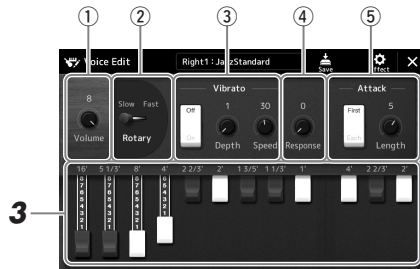 ① ② ③ ④ ⑤
Voice Edit Right1 : JazzStandard Save Effect
Vibrato Attack
8 Slow Fast Off On 1 30 0 First Each 5
Volume Rotary Depth Speed Response Length
16' 5 1/3' 8' 4' 2 2/3' 2' 1 3/5' 1 1/3' 1' 4' 2 2/3' 2'
3